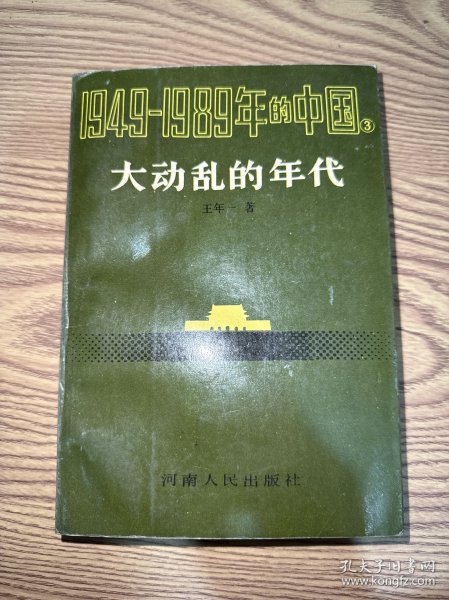 1949-1989年的中国③
大动乱的年代
王年一 著
河南人民出版社
孔夫子旧书网
www.kongfz.com